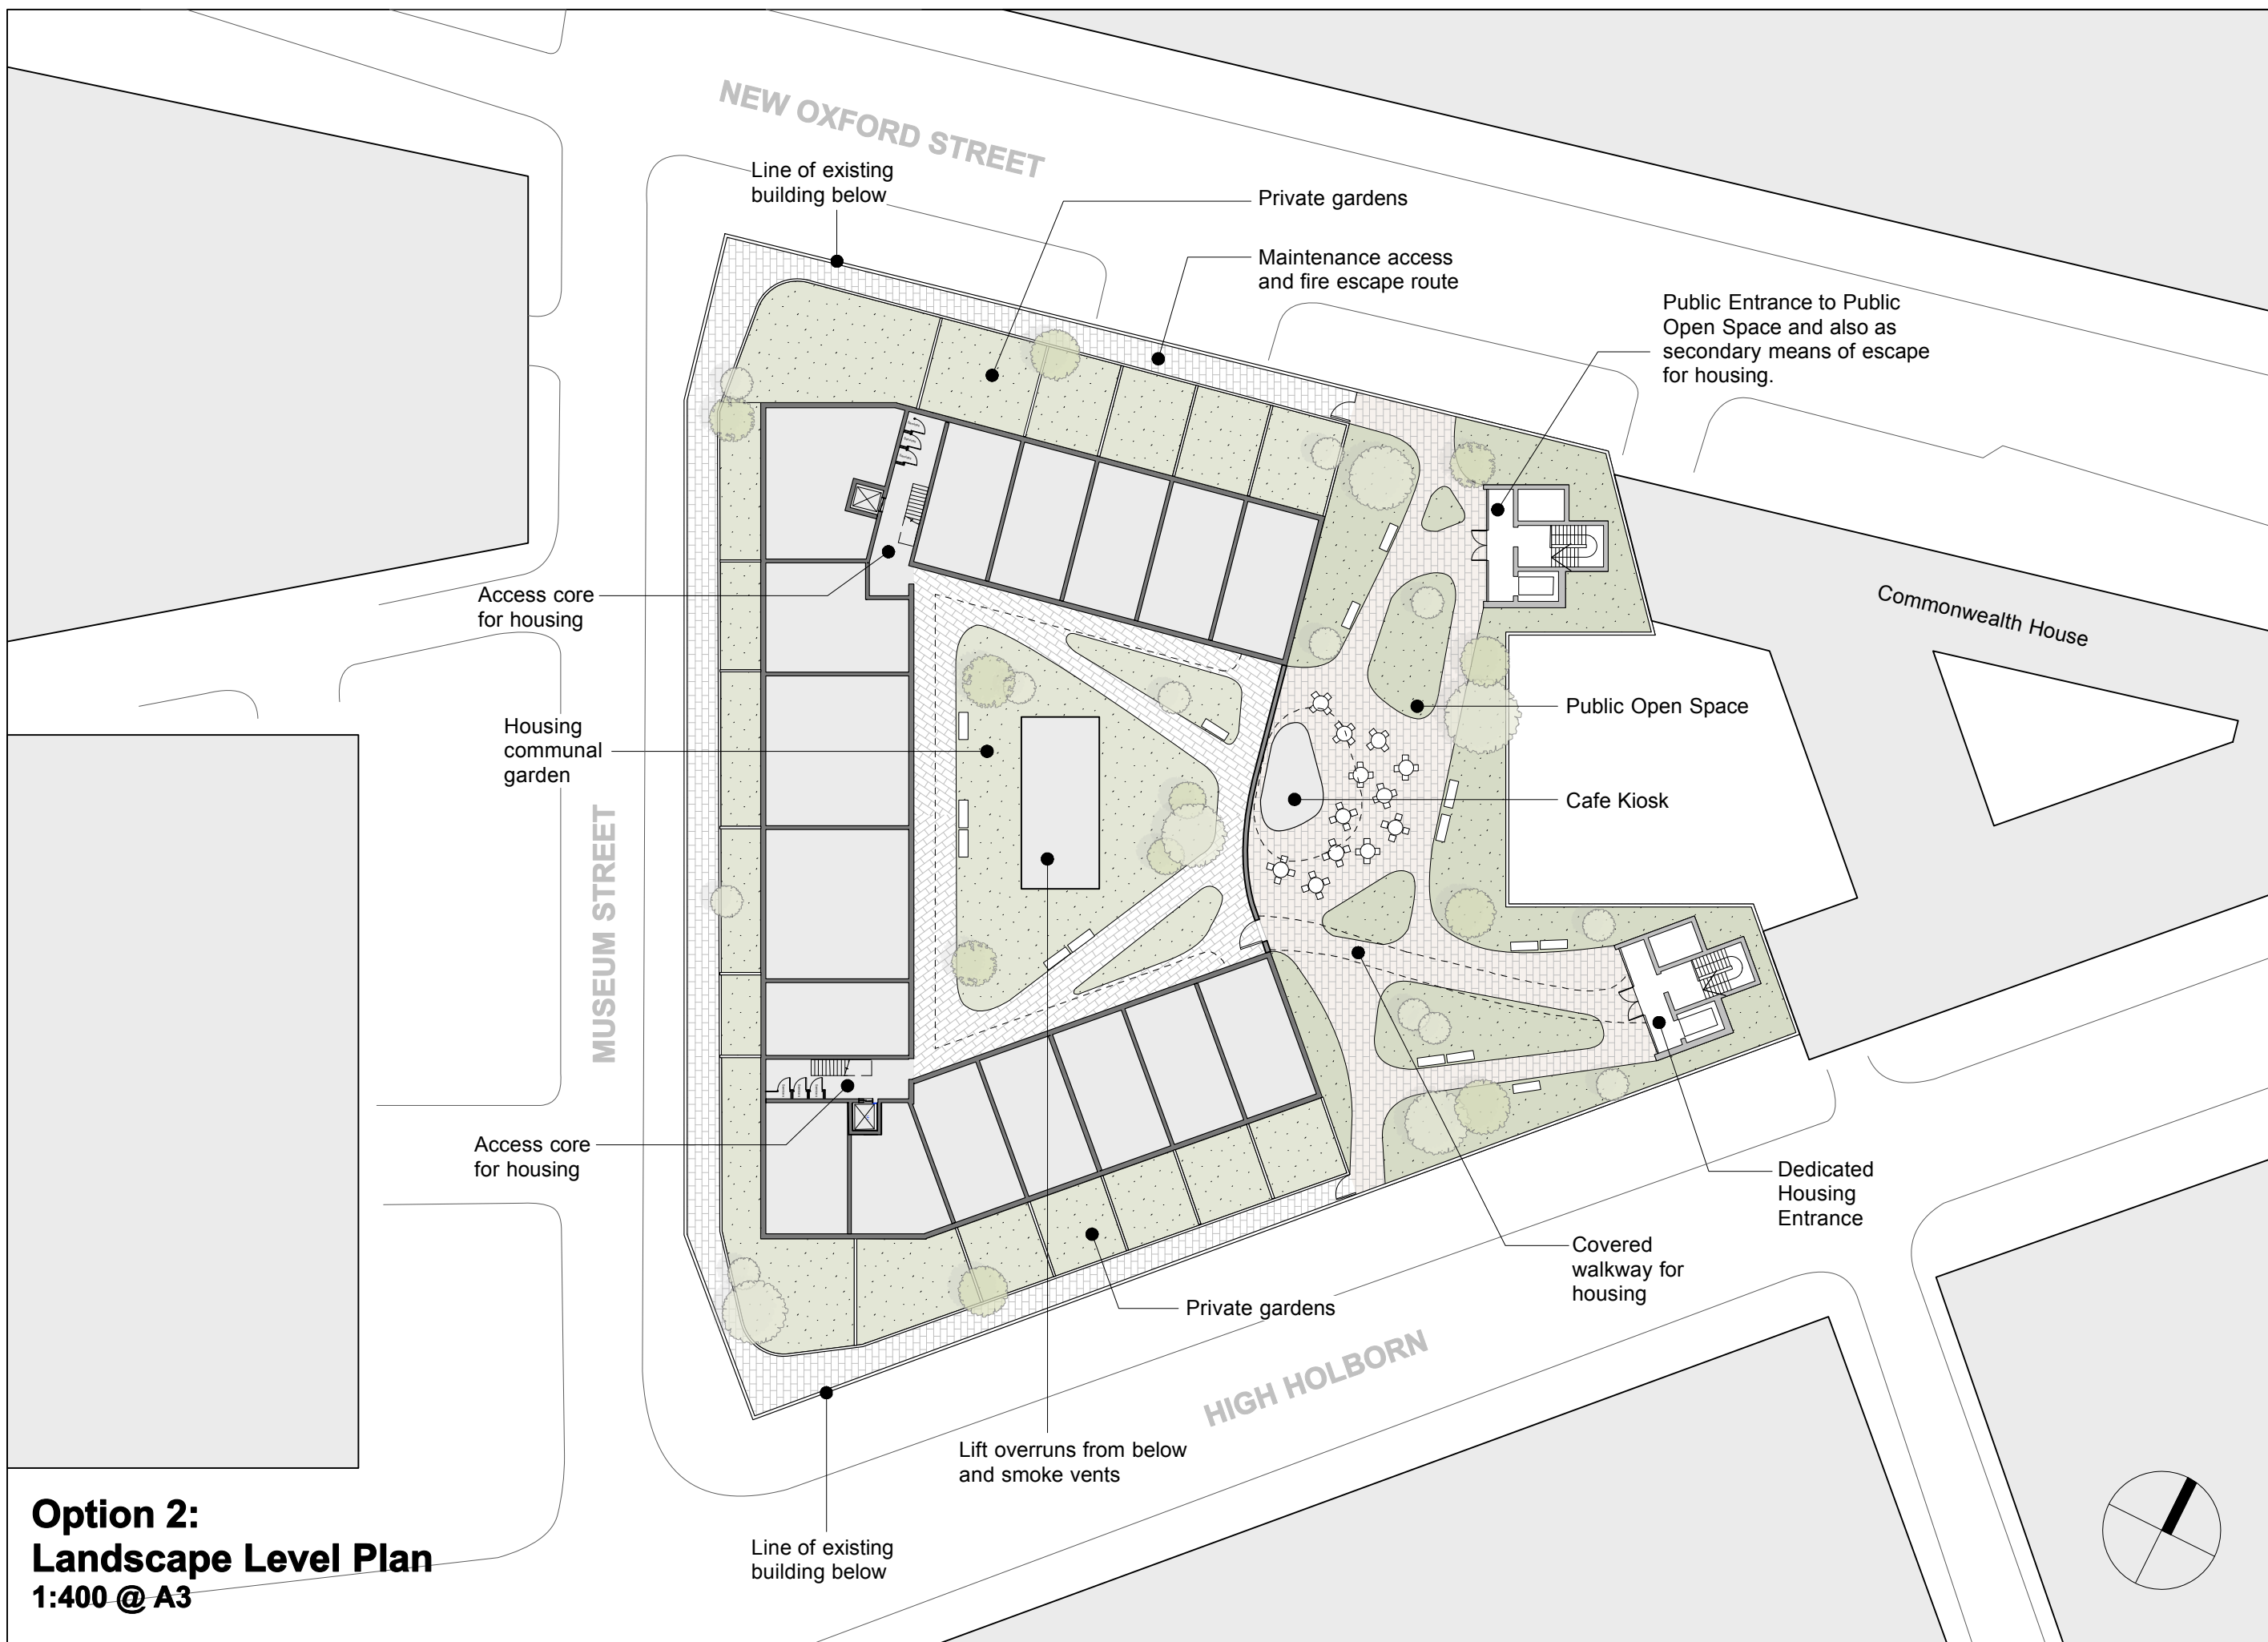 NEW OXFORD STREET
Line of existing
building below
Private gardens
Maintenance access
and fire escape route
Public Entrance to Public
Open Space and also as
secondary means of escape
for housing.
Commonwealth House
Access core
for housing
Public Open Space
Housing
communal
garden
Cafe Kiosk
MUSEUM STREET
Access core
for housing
Dedicated
Housing
Entrance
Covered
walkway for
housing
Private gardens
HIGH HOLBORN
Lift overruns from below
and smoke vents
Line of existing
building below
Option 2:
Landscape Level Plan
1:400 @ A3